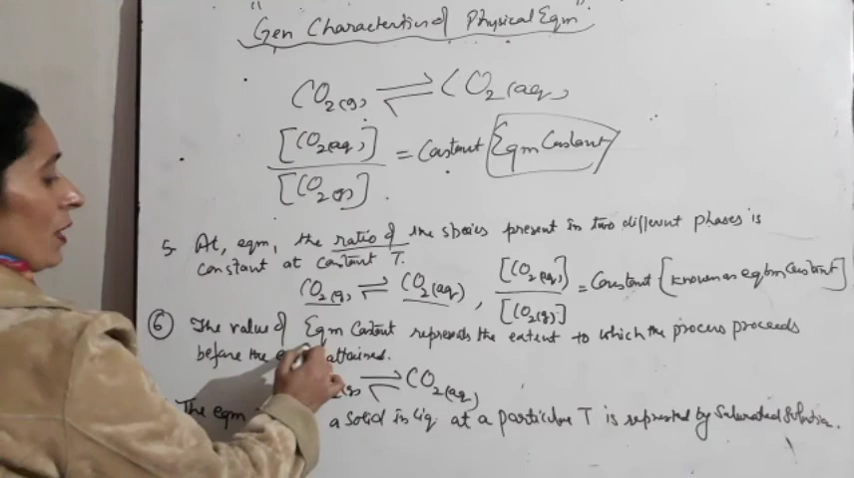 "Gen Characteristics of Physical Eqm"
CO2(g) ⇌ CO2(aq)
[CO2(aq)]
= Constant [Eqm Constant]
[CO2(g)].
5. At, eqm, the ratio of the species present in two different phases is
constant at constant T.
CO2(g) ⇌ CO2(aq), [CO2(aq)] / [CO2(g)] = Constant [known as eqbm constant]
⑥ The value of Eqm Constant represents the extent to which the process proceeds
before the attained.
⇌ CO2(aq)
The eqm a solid in liq at a particular T is represented by Saturated Solution.